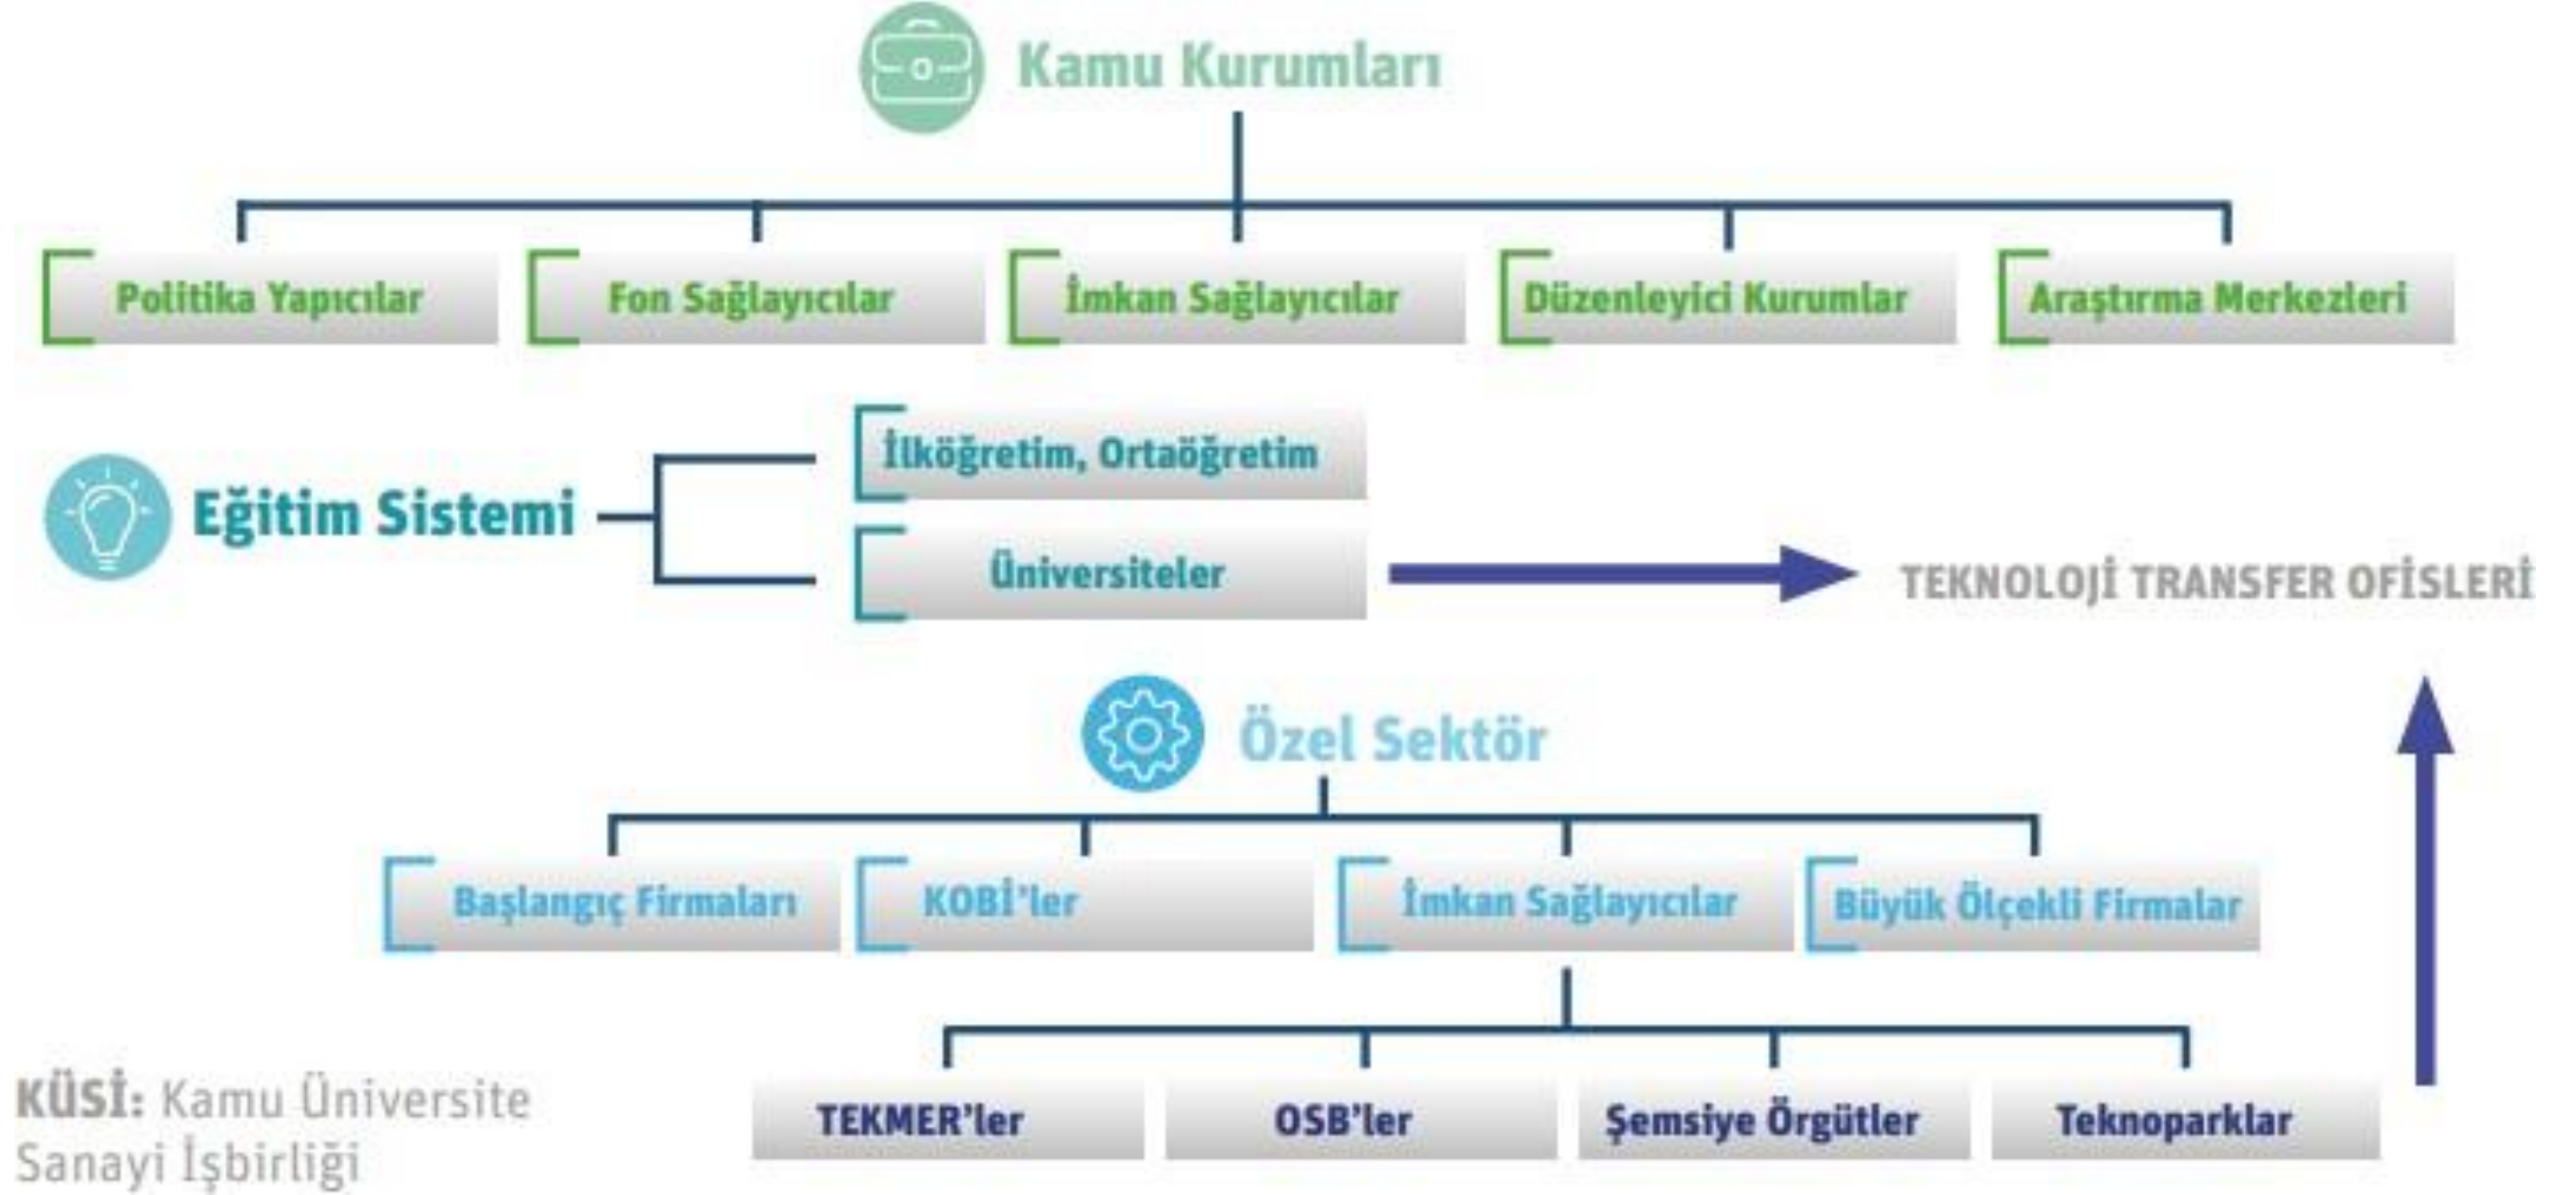 Kamu Kurumları
Politika Yapıcılar
Fon Sağlayıcılar
İmkan Sağlayıcılar
Düzenleyici Kurumlar
Araştırma Merkezleri
İlköğretim, Ortaöğretim
Eğitim Sistemi
Üniversiteler
TEKNOLOJİ TRANSFER OFİSLERİ
Özel Sektör
Başlangıç Firmaları
KOBİ'ler
İmkan Sağlayıcılar
Büyük Ölçekli Firmalar
TEKMER'ler
OSB'ler
Şemsiye Örgütler
Teknoparklar
KÜSİ: Kamu Üniversite
Sanayi İşbirliği